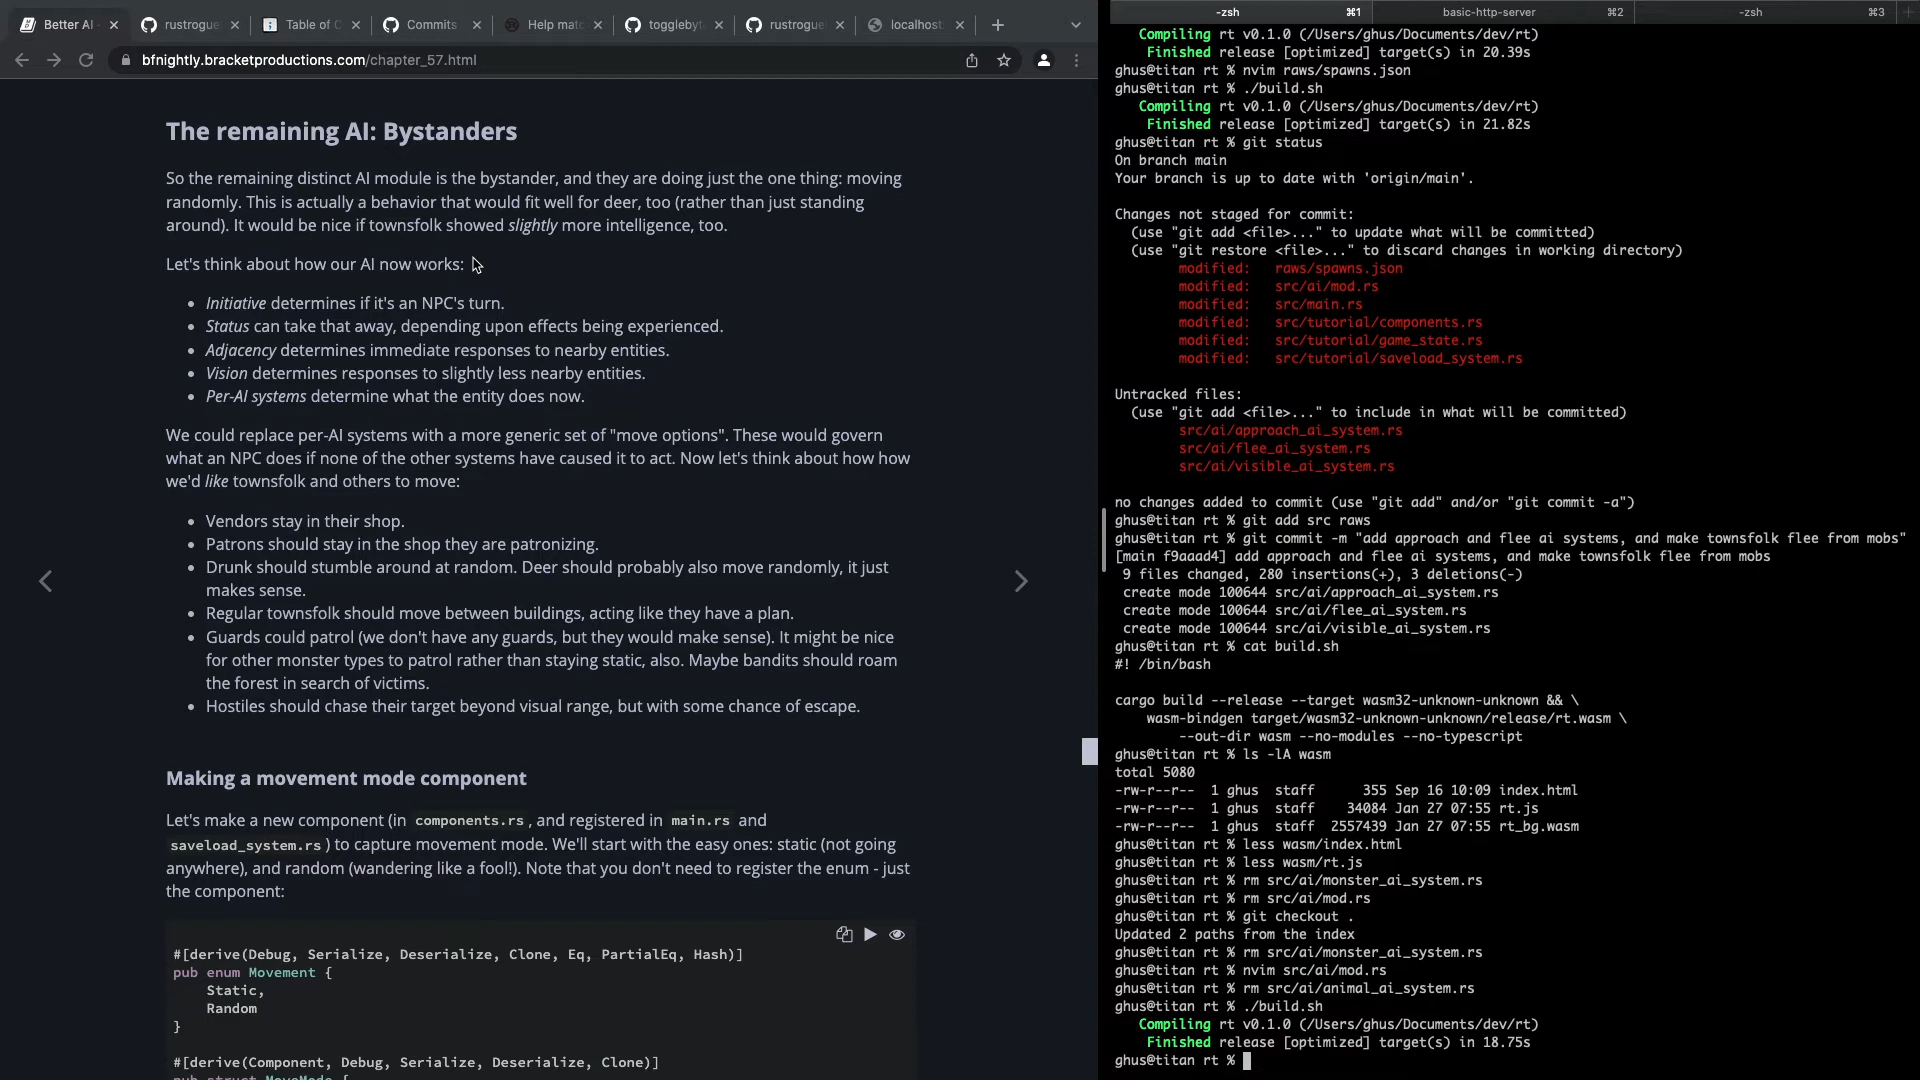 Better AI
rustrogue
Table of C
Commits
Help mat
togglebyt
rustrogue
localhost
bfnightly.bracketproductions.com/chapter_57.html
The remaining AI: Bystanders
So the remaining distinct AI module is the bystander, and they are doing just the one thing: moving
randomly. This is actually a behavior that would fit well for deer, too (rather than just standing
around). It would be nice if townsfolk showed slightly more intelligence, too.
Let's think about how our AI now works:
• Initiative determines if it's an NPC's turn.
• Status can take that away, depending upon effects being experienced.
• Adjacency determines immediate responses to nearby entities.
• Vision determines responses to slightly less nearby entities.
• Per-AI systems determine what the entity does now.
We could replace per-AI systems with a more generic set of "move options". These would govern
what an NPC does if none of the other systems have caused it to act. Now let's think about how how
we'd like townsfolk and others to move:
• Vendors stay in their shop.
• Patrons should stay in the shop they are patronizing.
• Drunk should stumble around at random. Deer should probably also move randomly, it just
makes sense.
• Regular townsfolk should move between buildings, acting like they have a plan.
• Guards could patrol (we don't have any guards, but they would make sense). It might be nice
for other monster types to patrol rather than staying static, also. Maybe bandits should roam
the forest in search of victims.
• Hostiles should chase their target beyond visual range, but with some chance of escape.
Making a movement mode component
Let's make a new component (in components.rs, and registered in main.rs and
saveload_system.rs) to capture movement mode. We'll start with the easy ones: static (not going
anywhere), and random (wandering like a fool!). Note that you don't need to register the enum - just
the component:
#[derive(Debug, Serialize, Deserialize, Clone, Eq, PartialEq, Hash)]
pub enum Movement {
    Static,
    Random
}
#[derive(Component, Debug, Serialize, Deserialize, Clone)]
pub struct MoveMode {
-zsh ⌘1
basic-http-server ⌘2
-zsh ⌘3
Compiling rt v0.1.0 (/Users/ghus/Documents/dev/rt)
Finished release [optimized] target(s) in 20.39s
ghus@titan rt % nvim raws/spawns.json
ghus@titan rt % ./build.sh
Compiling rt v0.1.0 (/Users/ghus/Documents/dev/rt)
Finished release [optimized] target(s) in 21.82s
ghus@titan rt % git status
On branch main
Your branch is up to date with 'origin/main'.
Changes not staged for commit:
(use "git add <file>..." to update what will be committed)
(use "git restore <file>..." to discard changes in working directory)
modified: raws/spawns.json
modified: src/ai/mod.rs
modified: src/main.rs
modified: src/tutorial/components.rs
modified: src/tutorial/game_state.rs
modified: src/tutorial/saveload_system.rs
Untracked files:
(use "git add <file>..." to include in what will be committed)
src/ai/approach_ai_system.rs
src/ai/flee_ai_system.rs
src/ai/visible_ai_system.rs
no changes added to commit (use "git add" and/or "git commit -a")
ghus@titan rt % git add src raws
ghus@titan rt % git commit -m "add approach and flee ai systems, and make townsfolk flee from mobs"
[main f9aaad4] add approach and flee ai systems, and make townsfolk flee from mobs
9 files changed, 280 insertions(+), 3 deletions(-)
create mode 100644 src/ai/approach_ai_system.rs
create mode 100644 src/ai/flee_ai_system.rs
create mode 100644 src/ai/visible_ai_system.rs
ghus@titan rt % cat build.sh
#! /bin/bash
cargo build --release --target wasm32-unknown-unknown && \
wasm-bindgen target/wasm32-unknown-unknown/release/rt.wasm \
--out-dir wasm --no-modules --no-typescript
ghus@titan rt % ls -lA wasm
total 5080
-rw-r--r-- 1 ghus staff 355 Sep 16 10:09 index.html
-rw-r--r-- 1 ghus staff 34084 Jan 27 07:55 rt.js
-rw-r--r-- 1 ghus staff 2557439 Jan 27 07:55 rt_bg.wasm
ghus@titan rt % less wasm/index.html
ghus@titan rt % less wasm/rt.js
ghus@titan rt % rm src/ai/monster_ai_system.rs
ghus@titan rt % rm src/ai/mod.rs
ghus@titan rt % git checkout .
Updated 2 paths from the index
ghus@titan rt % rm src/ai/monster_ai_system.rs
ghus@titan rt % nvim src/ai/mod.rs
ghus@titan rt % rm src/ai/animal_ai_system.rs
ghus@titan rt % ./build.sh
Compiling rt v0.1.0 (/Users/ghus/Documents/dev/rt)
Finished release [optimized] target(s) in 18.75s
ghus@titan rt %